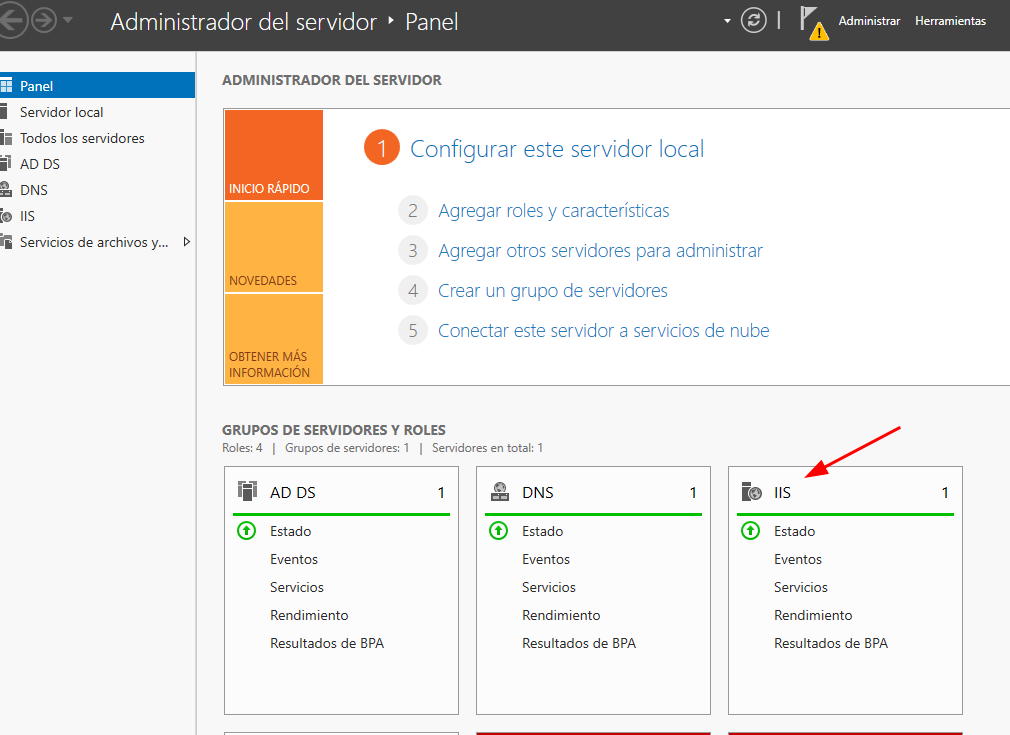 Administrador del servidor ‣ Panel
Administrar Herramientas
Panel
Servidor local
Todos los servidores
AD DS
DNS
IIS
Servicios de archivos y...
ADMINISTRADOR DEL SERVIDOR
INICIO RÁPIDO
NOVEDADES
OBTENER MÁS
INFORMACIÓN
1 Configurar este servidor local
2 Agregar roles y características
3 Agregar otros servidores para administrar
4 Crear un grupo de servidores
5 Conectar este servidor a servicios de nube
GRUPOS DE SERVIDORES Y ROLES
Roles: 4 | Grupos de servidores: 1 | Servidores en total: 1
AD DS 1
Estado
Eventos
Servicios
Rendimiento
Resultados de BPA
DNS 1
Estado
Eventos
Servicios
Rendimiento
Resultados de BPA
IIS 1
Estado
Eventos
Servicios
Rendimiento
Resultados de BPA